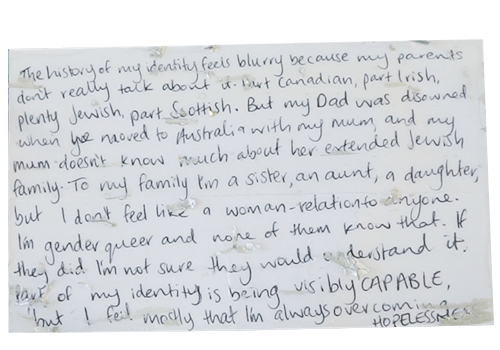 The history of my identity feels blurry because my parents
don't really talk about it. Part Canadian, part Irish,
plenty Jewish, part Scottish. But my Dad was disowned
when he moved to Australia with my mum, and my
mum doesn't know much about her extended Jewish
family. To my family I'm a sister, an aunt, a daughter,
but I don't feel like a woman-relation to anyone.
I'm genderqueer and none of them know that. If
they did I'm not sure they would understand it.
Part of my identity is being visibly CAPABLE,
but I feel mostly that I'm always overcoming
HOPELESSNESS